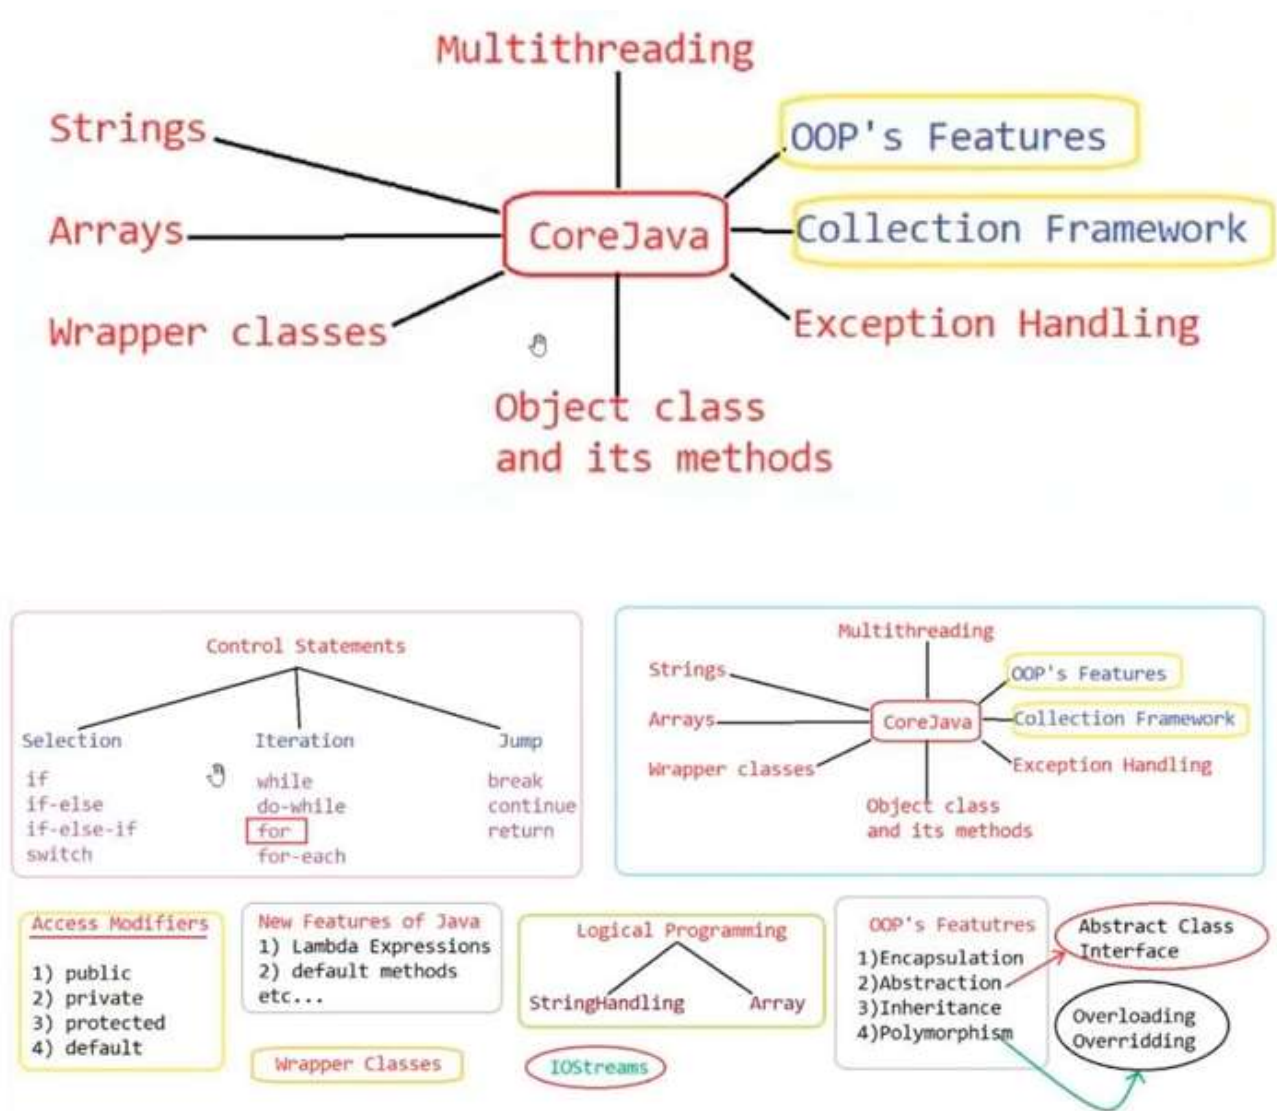 Multithreading
Strings
OOP's Features
Arrays
CoreJava
Collection Framework
Wrapper classes
Exception Handling
Object class
and its methods
Control Statements
Selection
if
if-else
if-else-if
switch
Iteration
while
do-while
for
for-each
Jump
break
continue
return
Multithreading
Strings
OOP's Features
Arrays
CoreJava
Collection Framework
Wrapper classes
Exception Handling
Object class
and its methods
Access Modifiers
1) public
2) private
3) protected
4) default
New Features of Java
1) Lambda Expressions
2) default methods
etc...
Wrapper Classes
Logical Programming
StringHandling
Array
IOStreams
OOP's Featutres
1)Encapsulation
2)Abstraction
3)Inheritance
4)Polymorphism
Abstract Class
Interface
Overloading
Overridding